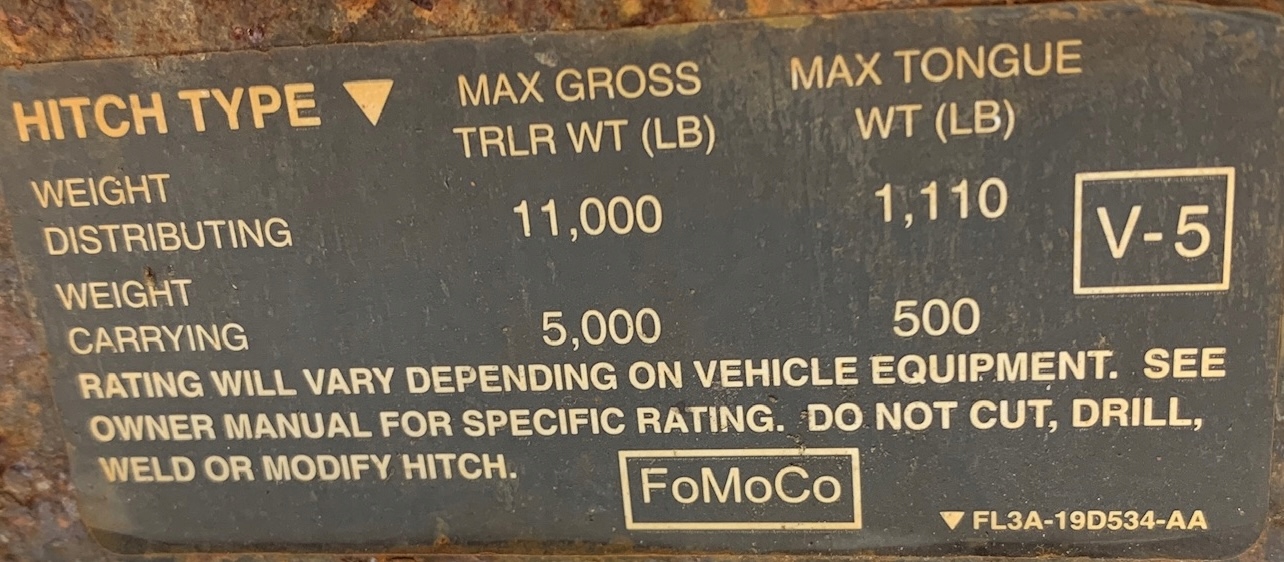 HITCH TYPE ▼ MAX GROSS TRLR WT (LB) MAX TONGUE WT (LB)
WEIGHT DISTRIBUTING 11,000 1,110
V-5
WEIGHT CARRYING 5,000 500
RATING WILL VARY DEPENDING ON VEHICLE EQUIPMENT. SEE
OWNER MANUAL FOR SPECIFIC RATING. DO NOT CUT, DRILL,
WELD OR MODIFY HITCH.
FoMoCo
▼ FL3A-19D534-AA